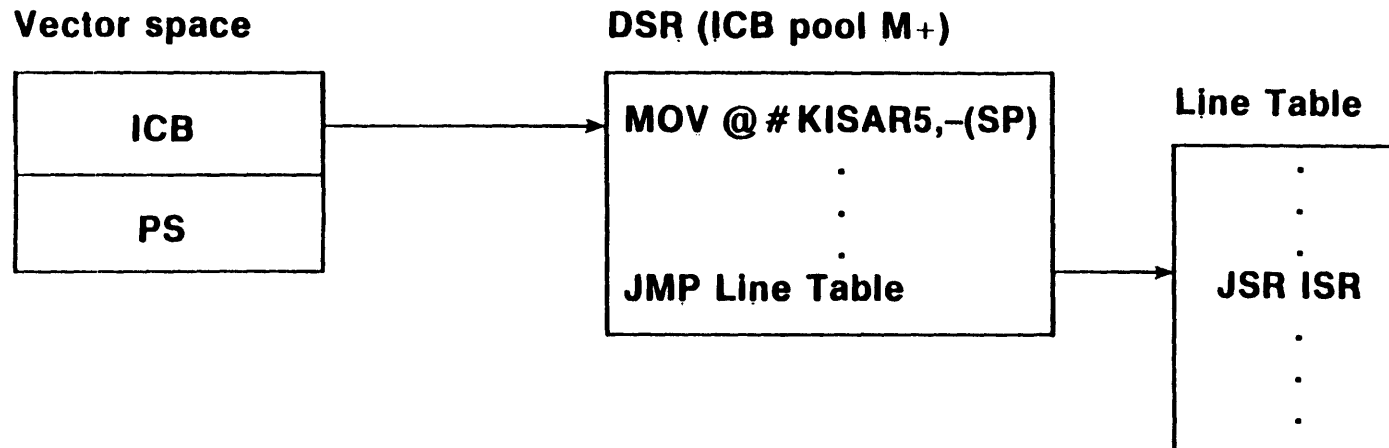 Vector space
ICB
PS
DSR (ICB pool M+)
MOV @ # KISAR5,–(SP)
.
.
.
JMP Line Table
Line Table
.
.
.
JSR ISR
.
.
.